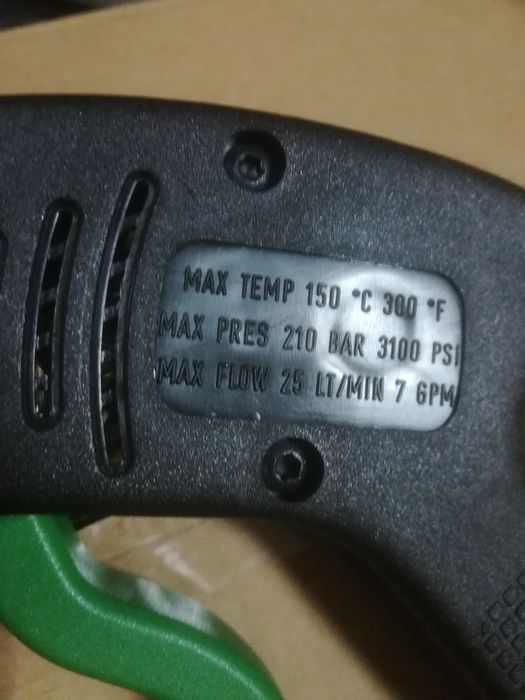 MAX TEMP 150 °C 300 °F
MAX PRES 210 BAR 3100 PSI
MAX FLOW 25 LT/MIN 7 GPM